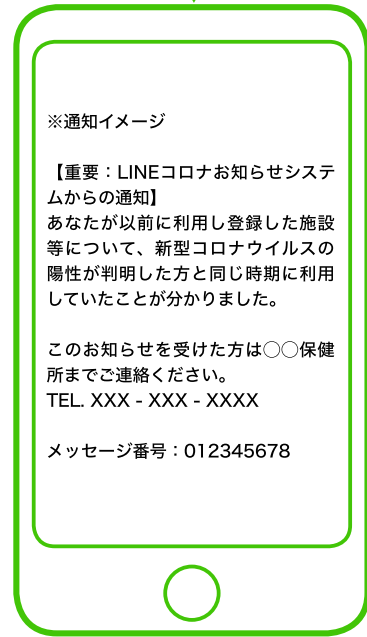 ※通知イメージ
【重要：LINEコロナお知らせシステ
ムからの通知】
あなたが以前に利用し登録した施設
等について、新型コロナウイルスの
陽性が判明した方と同じ時期に利用
していたことが分かりました。
このお知らせを受けた方は◯◯保健
所までご連絡ください。
TEL. XXX - XXX - XXXX
メッセージ番号：012345678